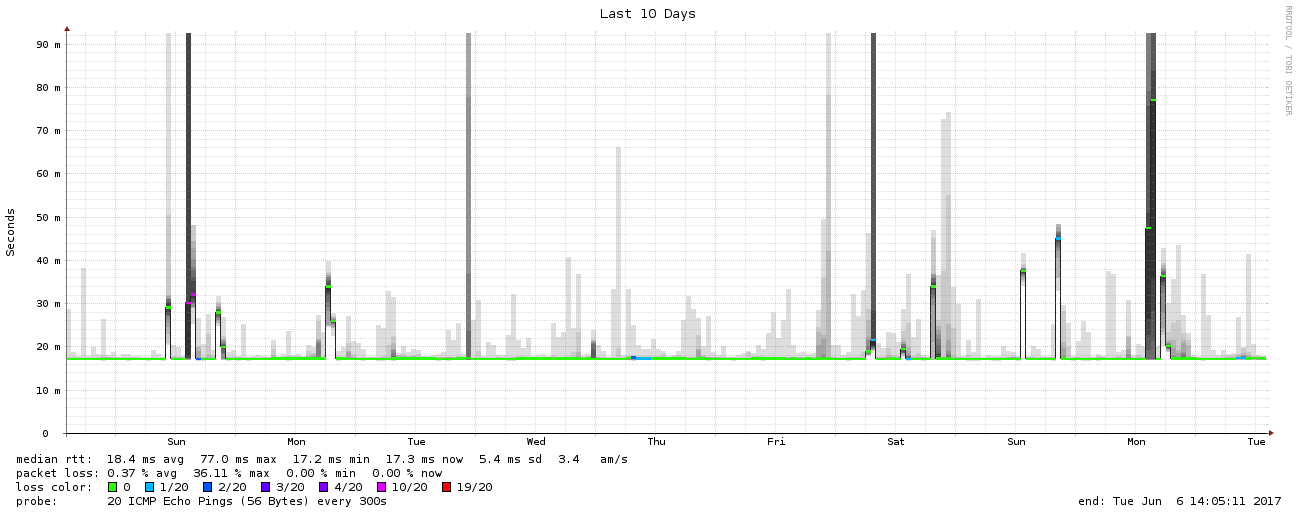 Last 10 Days
RRDTOOL / TOBI OETIKER
Seconds
90 m
80 m
70 m
60 m
50 m
40 m
30 m
20 m
10 m
0
Sun Mon Tue Wed Thu Fri Sat Sun Mon Tue
median rtt: 18.4 ms avg 77.0 ms max 17.2 ms min 17.3 ms now 5.4 ms sd 3.4 am/s
packet loss: 0.37 % avg 36.11 % max 0.00 % min 0.00 % now
loss color: 0 1/20 2/20 3/20 4/20 10/20 19/20
probe: 20 ICMP Echo Pings (56 Bytes) every 300s end: Tue Jun 6 14:05:11 2017